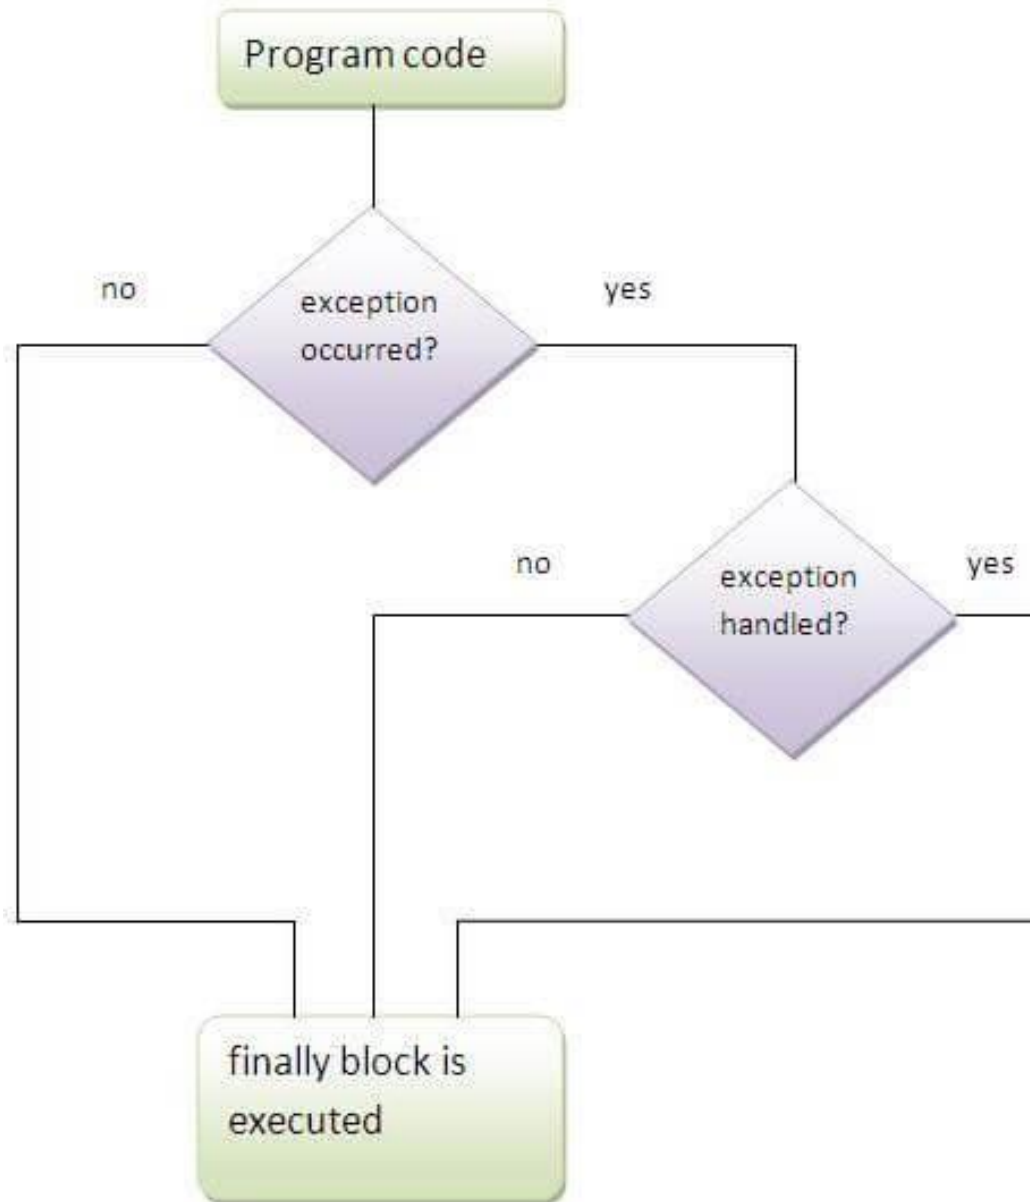 Program code
no
yes
exception
occurred?
no
yes
exception
handled?
finally block is
executed